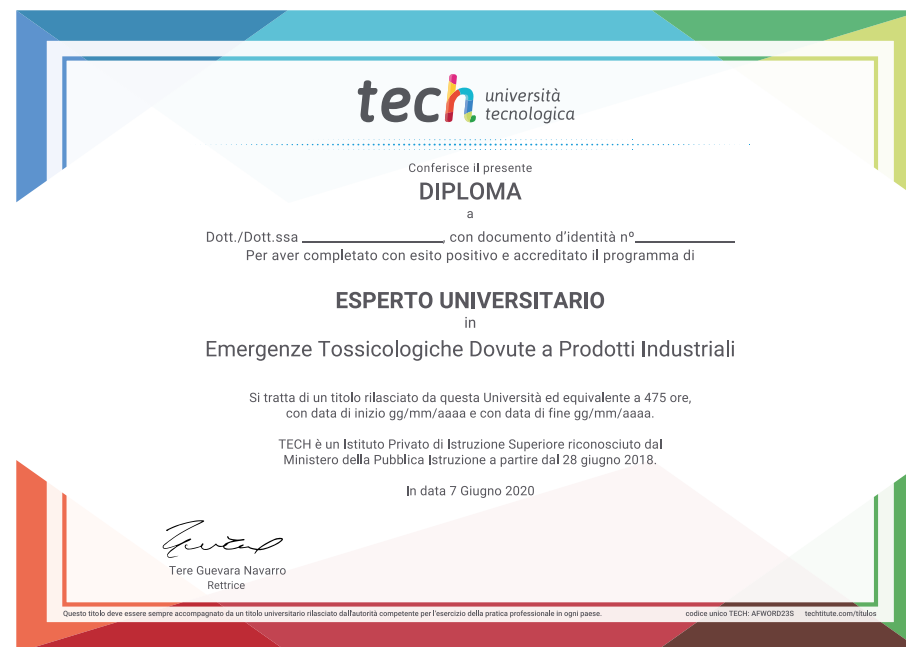 tech università
tecnologica
Conferisce il presente
DIPLOMA
a
Dott./Dott.ssa ____________________, con documento d'identità nº______________
Per aver completato con esito positivo e accreditato il programma di
ESPERTO UNIVERSITARIO
in
Emergenze Tossicologiche Dovute a Prodotti Industriali
Si tratta di un titolo rilasciato da questa Università ed equivalente a 475 ore,
con data di inizio gg/mm/aaaa e con data di fine gg/mm/aaaa.
TECH è un Istituto Privato di Istruzione Superiore riconosciuto dal
Ministero della Pubblica Istruzione a partire dal 28 giugno 2018.
In data 7 Giugno 2020
Tere Guevara Navarro
Rettrice
Questo titolo deve essere sempre accompagnato da un titolo universitario rilasciato dall'autorità competente per l'esercizio della pratica professionale in ogni paese. codice unico TECH: AFWORD23S techtitute.com/titulos